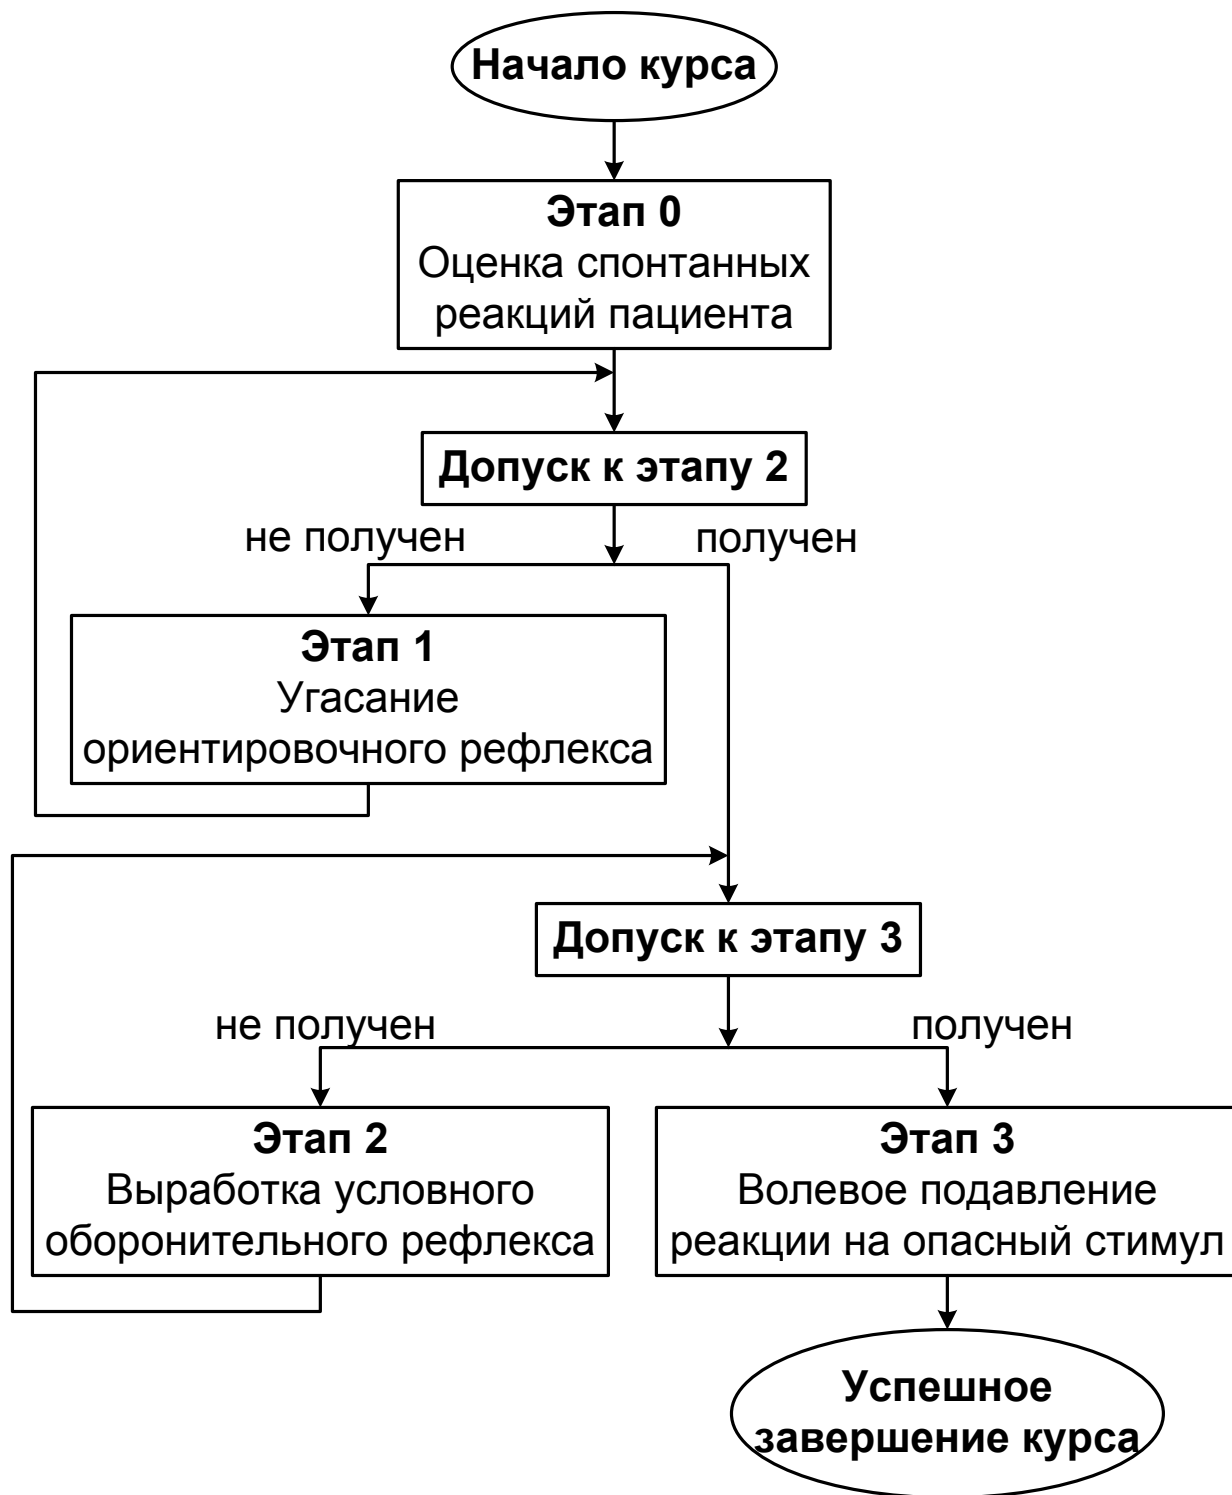 Начало курса
Этап 0
Оценка спонтанных
реакций пациента
Допуск к этапу 2
не получен
получен
Этап 1
Угасание
ориентировочного рефлекса
Допуск к этапу 3
не получен
получен
Этап 2
Выработка условного
оборонительного рефлекса
Этап 3
Волевое подавление
реакции на опасный стимул
Успешное
завершение курса